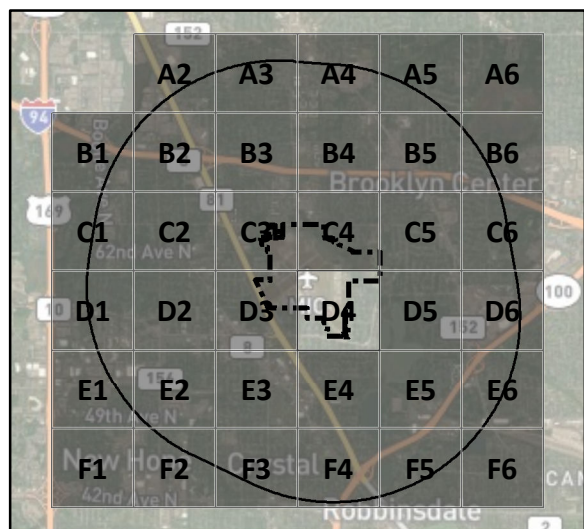 152
A2 A3 A4 A5 A6
94
B1 B2 B3 B4 B5 B6
Brooklyn Center
169
81
C1 C2 C3 C4 C5 C6
62nd Ave N
100
10
D1 D2 D3 D4 D5 D6
152
8
E1 E2 E3 E4 E5 E6
156
49th Ave N
New Hope Crystal
F1 F2 F3 F4 F5 F6
42nd Ave N
Robbinsdale
CAM
2